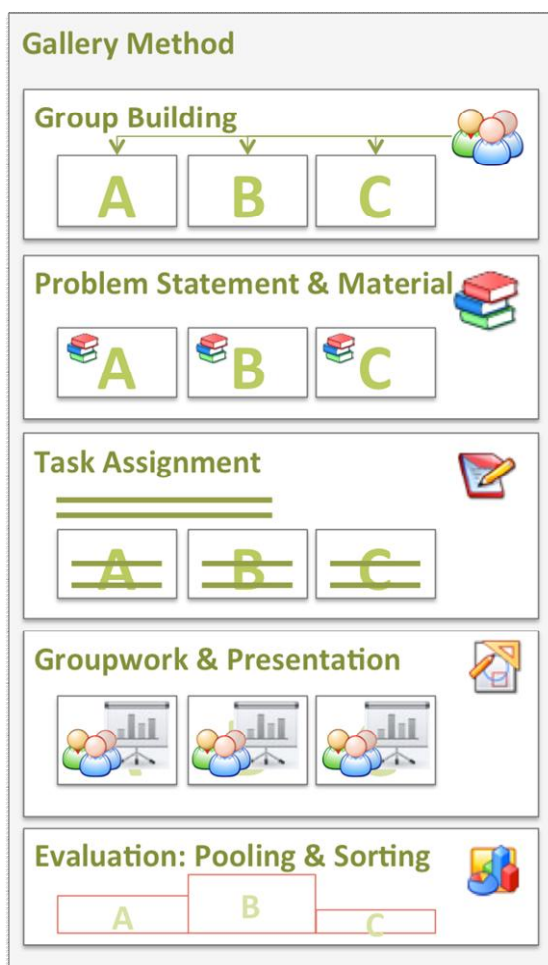 Gallery Method
Group Building
A B C
Problem Statement & Material
A B C
Task Assignment
A B C
Groupwork & Presentation
Evaluation: Pooling & Sorting
A B C